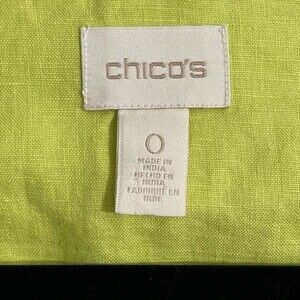 chico's
0
MADE IN
INDIA
HECHO EN
INDIA
FABRIQUÉ EN
INDE